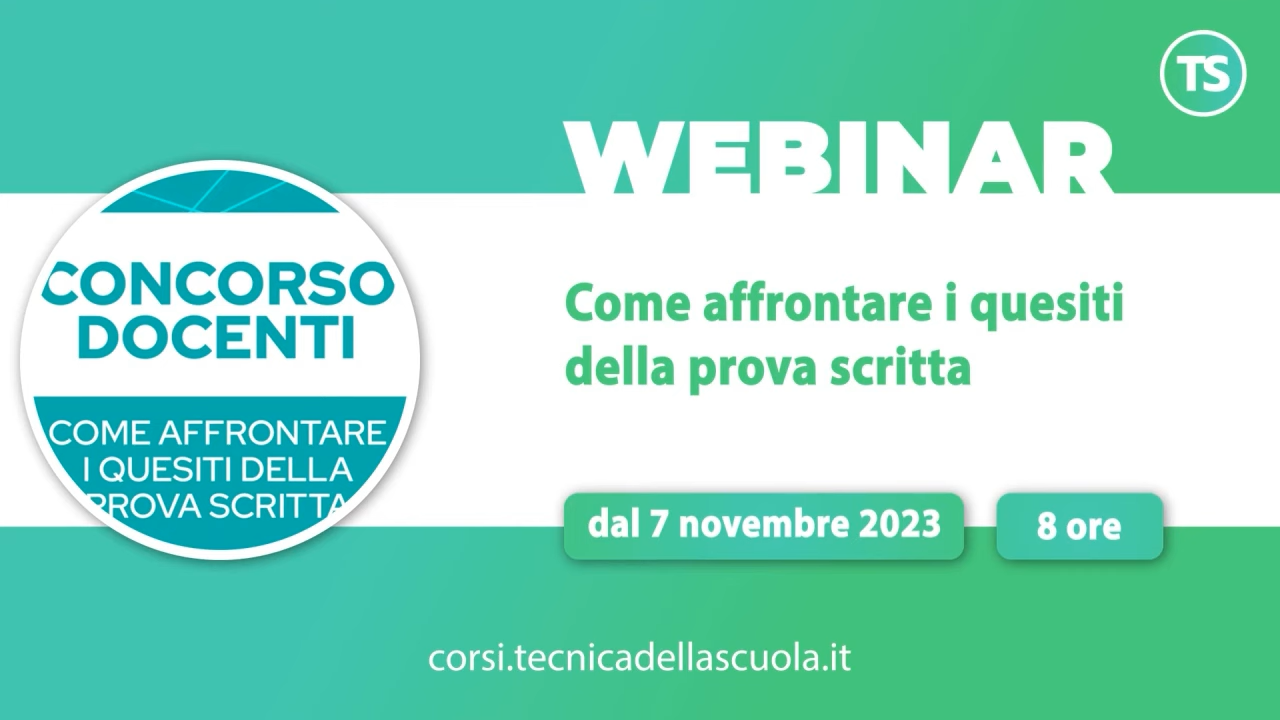 TS
WEBINAR
CONCORSO
DOCENTI
COME AFFRONTARE
I QUESITI DELLA
PROVA SCRITTA
Come affrontare i quesiti
della prova scritta
dal 7 novembre 2023
8 ore
corsi.tecnicadellascuola.it